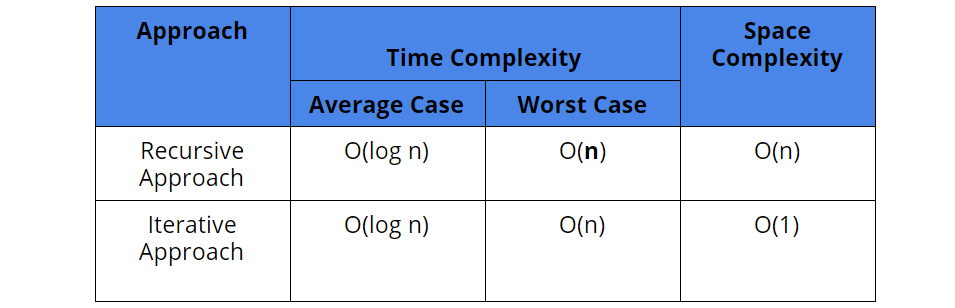 Approach
Time Complexity
Space
Complexity
Average Case
Worst Case
Recursive
Approach
O(log n)
O(n)
O(n)
Iterative
Approach
O(log n)
O(n)
O(1)